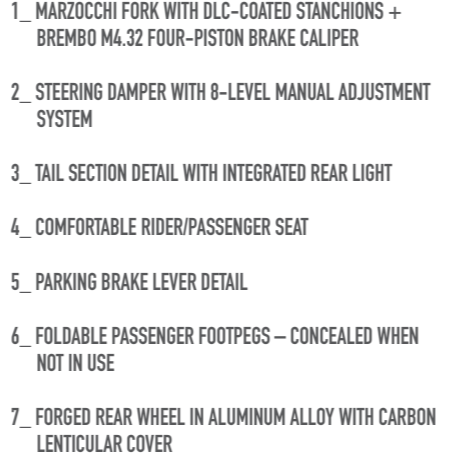 1_ MARZOCCHI FORK WITH DLC-COATED STANCHIONS +
BREMBO M4.32 FOUR-PISTON BRAKE CALIPER
2_ STEERING DAMPER WITH 8-LEVEL MANUAL ADJUSTMENT
SYSTEM
3_ TAIL SECTION DETAIL WITH INTEGRATED REAR LIGHT
4_ COMFORTABLE RIDER/PASSENGER SEAT
5_ PARKING BRAKE LEVER DETAIL
6_ FOLDABLE PASSENGER FOOTPEGS – CONCEALED WHEN
NOT IN USE
7_ FORGED REAR WHEEL IN ALUMINUM ALLOY WITH CARBON
LENTICULAR COVER